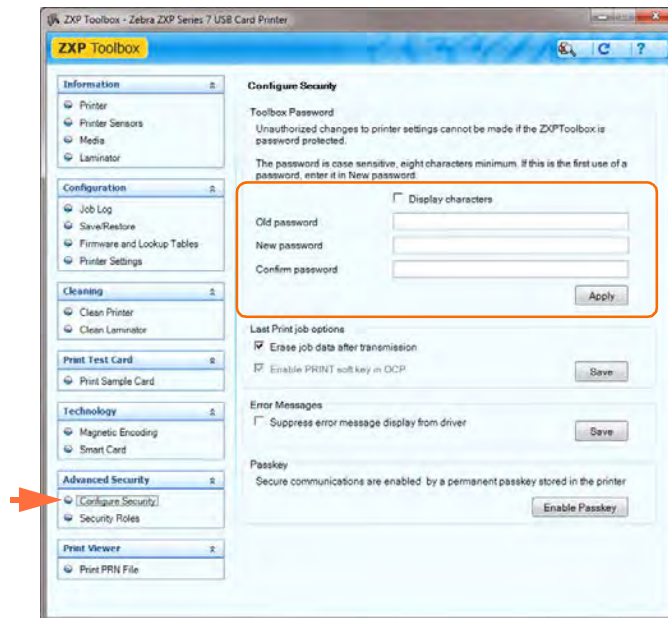 ZXP Toolbox - Zebra ZXP Series 7 USB Card Printer
ZXP Toolbox
?
Information
Printer
Printer Sensors
Media
Laminator
Configuration
Job Log
Save/Restore
Firmware and Lookup Tables
Printer Settings
Cleaning
Clean Printer
Clean Laminator
Print Test Card
Print Sample Card
Technology
Magnetic Encoding
Smart Card
Advanced Security
Configure Security
Security Roles
Print Viewer
Print PRN File
Configure Security
Toolbox Password
Unauthorized changes to printer settings cannot be made if the ZXPToolbox is
password protected.
The password is case sensitive, eight characters minimum. If this is the first use of a
password, enter it in New password.
Display characters
Old password
New password
Confirm password
Apply
Last Print job options
Erase job data after transmission
Enable PRINT soft key in OCP
Save
Error Messages
Suppress error message display from driver
Save
Passkey
Secure communications are enabled by a permanent passkey stored in the printer
Enable Passkey